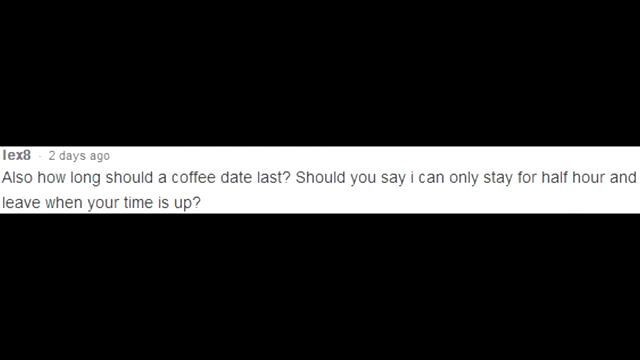 lex8 · 2 days ago
Also how long should a coffee date last? Should you say i can only stay for half hour and
leave when your time is up?